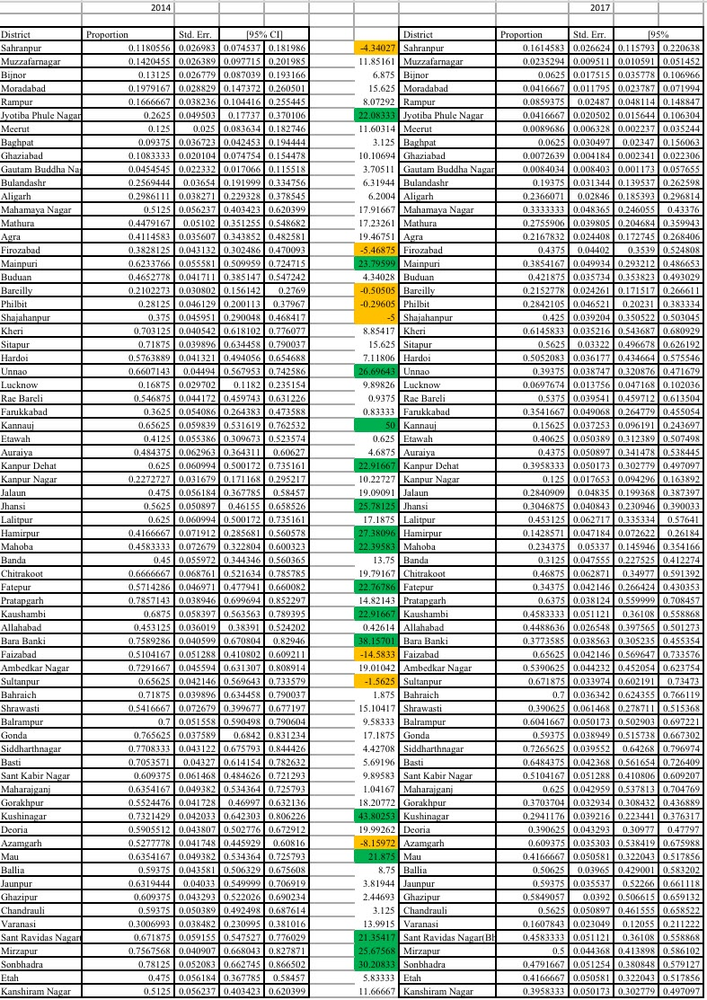 2014 2017
District Proportion Std. Err. [95% CI] District Proportion Std. Err. [95%
Sahranpur 0.1180556 0.026983 0.074537 0.181986 -4.34027 Sahranpur 0.1614583 0.026624 0.115793 0.220638
Muzzafarnagar 0.1420455 0.026389 0.097715 0.201985 11.85161 Muzzafarnagar 0.0235294 0.009511 0.010591 0.051452
Bijnor 0.13125 0.026779 0.087039 0.193166 6.875 Bijnor 0.0625 0.017515 0.035778 0.106966
Moradabad 0.1979167 0.028829 0.147372 0.260501 15.625 Moradabad 0.0416667 0.011795 0.023787 0.071994
Rampur 0.1666667 0.038236 0.104416 0.255445 8.07292 Rampur 0.0859375 0.02487 0.048114 0.148847
Jyotiba Phule Nagar 0.2625 0.049503 0.17737 0.370106 22.08333 Jyotiba Phule Nagar 0.0416667 0.020502 0.015644 0.106304
Meerut 0.125 0.025 0.083634 0.182746 11.60314 Meerut 0.0089686 0.006328 0.002237 0.035244
Baghpat 0.09375 0.036723 0.042453 0.194444 3.125 Baghpat 0.0625 0.030497 0.02347 0.156063
Ghaziabad 0.1083333 0.020104 0.074754 0.154478 10.10694 Ghaziabad 0.0072639 0.004184 0.002341 0.022306
Gautam Buddha Nag 0.0454545 0.022332 0.017066 0.115518 3.70511 Gautam Buddha Nagar 0.0084034 0.008403 0.001173 0.057655
Bulandashr 0.2569444 0.03654 0.191999 0.334756 6.31944 Bulandashr 0.19375 0.031344 0.139537 0.262598
Aligarh 0.2986111 0.038271 0.229328 0.378545 6.2004 Aligarh 0.2366071 0.02846 0.185393 0.296814
Mahamaya Nagar 0.5125 0.056237 0.403423 0.620399 17.91667 Mahamaya Nagar 0.3333333 0.048365 0.246055 0.43376
Mathura 0.4479167 0.05102 0.351255 0.548682 17.23261 Mathura 0.2755906 0.039805 0.204684 0.359943
Agra 0.4114583 0.035607 0.343852 0.482581 19.46751 Agra 0.2167832 0.024408 0.172745 0.268406
Firozabad 0.3828125 0.043132 0.302486 0.470093 -5.46875 Firozabad 0.4375 0.04402 0.3539 0.524808
Mainpuri 0.6233766 0.055581 0.509959 0.724715 23.79599 Mainpuri 0.3854167 0.049934 0.293212 0.486653
Buduan 0.4652778 0.041711 0.385147 0.547242 4.34028 Buduan 0.421875 0.035734 0.353823 0.493029
Bareilly 0.2102273 0.030802 0.156142 0.2769 -0.50505 Bareilly 0.2152778 0.024261 0.171517 0.266611
Philbit 0.28125 0.046129 0.200113 0.37967 -0.29605 Philbit 0.2842105 0.046521 0.20231 0.383334
Shajahanpur 0.375 0.045951 0.290048 0.468417 -5 Shajahanpur 0.425 0.039204 0.350522 0.503045
Kheri 0.703125 0.040542 0.618102 0.776077 8.85417 Kheri 0.6145833 0.035216 0.543687 0.680929
Sitapur 0.71875 0.039896 0.634458 0.790037 15.625 Sitapur 0.5625 0.03322 0.496678 0.626192
Hardoi 0.5763889 0.041321 0.494056 0.654688 7.11806 Hardoi 0.5052083 0.036177 0.434664 0.575546
Unnao 0.6607143 0.04494 0.567953 0.742586 26.69643 Unnao 0.39375 0.038747 0.320876 0.471679
Lucknow 0.16875 0.029702 0.1182 0.235154 9.89826 Lucknow 0.0697674 0.013756 0.047168 0.102036
Rae Bareli 0.546875 0.044172 0.459743 0.631226 0.9375 Rae Bareli 0.5375 0.039541 0.459712 0.613504
Farukkabad 0.3625 0.054086 0.264383 0.473588 0.83333 Farukkabad 0.3541667 0.049068 0.264779 0.455054
Kannauj 0.65625 0.059839 0.531619 0.762532 50 Kannauj 0.15625 0.037253 0.096191 0.243697
Etawah 0.4125 0.055386 0.309673 0.523574 0.625 Etawah 0.40625 0.050389 0.312389 0.507498
Auraiya 0.484375 0.062963 0.364311 0.60627 4.6875 Auraiya 0.4375 0.050897 0.341478 0.538445
Kanpur Dehat 0.625 0.060994 0.500172 0.735161 22.91667 Kanpur Dehat 0.3958333 0.050173 0.302779 0.497097
Kanpur Nagar 0.2272727 0.031679 0.171168 0.295217 10.22727 Kanpur Nagar 0.125 0.017657 0.094296 0.163892
Jalaun 0.475 0.056184 0.367785 0.58457 19.09091 Jalaun 0.2840909 0.04835 0.199368 0.387397
Jhansi 0.5625 0.050897 0.46155 0.658526 25.78125 Jhansi 0.3046875 0.040843 0.230946 0.390033
Lalitpur 0.625 0.060994 0.500172 0.735161 17.1875 Lalitpur 0.453125 0.062717 0.335334 0.57641
Hamirpur 0.4166667 0.071912 0.285681 0.560578 27.38096 Hamirpur 0.1428571 0.047184 0.072622 0.26184
Mahoba 0.4583333 0.072679 0.322804 0.600323 22.39583 Mahoba 0.234375 0.05337 0.145946 0.354166
Banda 0.45 0.055972 0.344346 0.560365 13.75 Banda 0.3125 0.047555 0.227525 0.412274
Chitrakoot 0.6666667 0.068761 0.521634 0.785785 19.79167 Chitrakoot 0.46875 0.062871 0.34977 0.591392
Fatepur 0.5714286 0.046971 0.477941 0.660082 22.76786 Fatepur 0.34375 0.042146 0.266424 0.430353
Pratapgarh 0.7857143 0.038946 0.699694 0.852297 14.82143 Pratapgarh 0.6375 0.038124 0.559999 0.708457
Kaushambi 0.6875 0.058397 0.563563 0.789395 22.91667 Kaushambi 0.4583333 0.051121 0.36108 0.558868
Allahabad 0.453125 0.036019 0.38391 0.524202 0.42614 Allahabad 0.4488636 0.026548 0.397565 0.501273
Bara Banki 0.7589286 0.040599 0.670804 0.82946 38.15701 Bara Banki 0.3773585 0.038563 0.305235 0.455354
Faizabad 0.5104167 0.051288 0.410802 0.609211 -14.5833 Faizabad 0.65625 0.042146 0.569647 0.733576
Ambedkar Nagar 0.7291667 0.045594 0.631307 0.808914 19.01042 Ambedkar Nagar 0.5390625 0.044232 0.452054 0.623754
Sultanpur 0.65625 0.042146 0.569643 0.733579 -1.5625 Sultanpur 0.671875 0.033974 0.602191 0.73473
Bahraich 0.71875 0.039896 0.634458 0.790037 1.875 Bahraich 0.7 0.036342 0.624355 0.766119
Shrawasti 0.5416667 0.072679 0.399677 0.677197 15.10417 Shrawasti 0.390625 0.061468 0.278711 0.515368
Balrampur 0.7 0.051558 0.590498 0.790604 9.58333 Balrampur 0.6041667 0.050173 0.502903 0.697221
Gonda 0.765625 0.037589 0.6842 0.831234 17.1875 Gonda 0.59375 0.038949 0.515738 0.667302
Siddharthnagar 0.7708333 0.043122 0.675793 0.844426 4.42708 Siddharthnagar 0.7265625 0.039552 0.64268 0.796974
Basti 0.7053571 0.04327 0.614154 0.782632 5.69196 Basti 0.6484375 0.042368 0.561654 0.726409
Sant Kabir Nagar 0.609375 0.061468 0.484626 0.721293 9.89583 Sant Kabir Nagar 0.5104167 0.051288 0.410806 0.609207
Maharajganj 0.6354167 0.049382 0.534364 0.725793 1.04167 Maharajganj 0.625 0.042959 0.537813 0.704769
Gorakhpur 0.5524476 0.041728 0.46997 0.632136 18.20772 Gorakhpur 0.3703704 0.032934 0.308432 0.436889
Kushinagar 0.7321429 0.042033 0.642303 0.806226 43.80253 Kushinagar 0.2941176 0.039216 0.223441 0.376317
Deoria 0.5905512 0.043807 0.502776 0.672912 19.99262 Deoria 0.390625 0.043293 0.30977 0.47797
Azamgarh 0.5277778 0.041748 0.445929 0.60816 -8.15972 Azamgarh 0.609375 0.035303 0.538419 0.675988
Mau 0.6354167 0.049382 0.534364 0.725793 21.875 Mau 0.4166667 0.050581 0.322043 0.517856
Ballia 0.59375 0.043581 0.506329 0.675608 8.75 Ballia 0.50625 0.03965 0.429001 0.583202
Jaunpur 0.6319444 0.04033 0.549999 0.706919 3.81944 Jaunpur 0.59375 0.035337 0.52266 0.661118
Ghazipur 0.609375 0.043293 0.522026 0.690234 2.44693 Ghazipur 0.5849057 0.0392 0.506615 0.659132
Chandrauli 0.59375 0.050389 0.492498 0.687614 3.125 Chandrauli 0.5625 0.050897 0.461555 0.658522
Varanasi 0.3006993 0.038482 0.230995 0.381016 13.9915 Varanasi 0.1607843 0.023049 0.12055 0.211222
Sant Ravidas Nagar( 0.671875 0.059155 0.547527 0.776029 21.35417 Sant Ravidas Nagar(Bh 0.4583333 0.051121 0.36108 0.558868
Mirzapur 0.7567568 0.040907 0.668043 0.827871 25.67568 Mirzapur 0.5 0.044368 0.413898 0.586102
Sonbhadra 0.78125 0.052083 0.662745 0.866502 30.20833 Sonbhadra 0.4791667 0.051254 0.380848 0.579127
Etah 0.475 0.056184 0.367785 0.58457 5.83333 Etah 0.4166667 0.050581 0.322043 0.517856
Kanshiram Nagar 0.5125 0.056237 0.403423 0.620399 11.66667 Kanshiram Nagar 0.3958333 0.050173 0.302779 0.497097